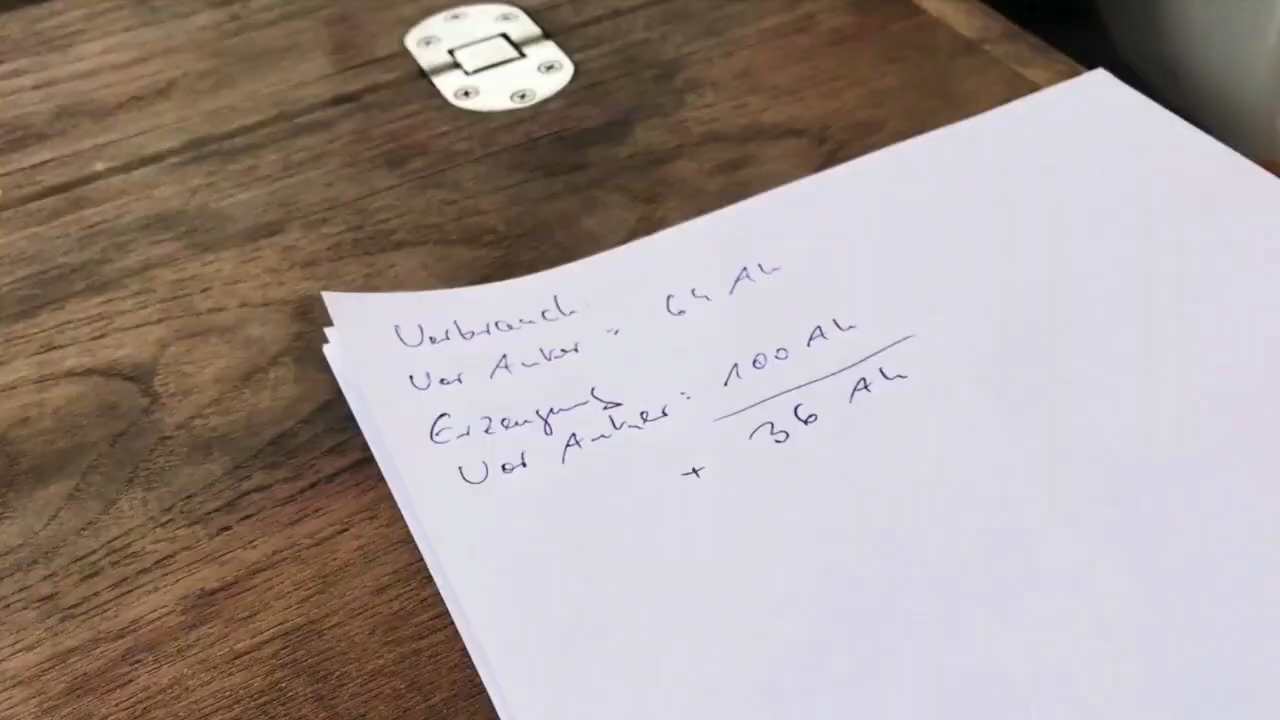 Verbrauch
Vor Anker: 64 Ah
Erzeugung
Vor Anker: 100 Ah
+ 36 Ah